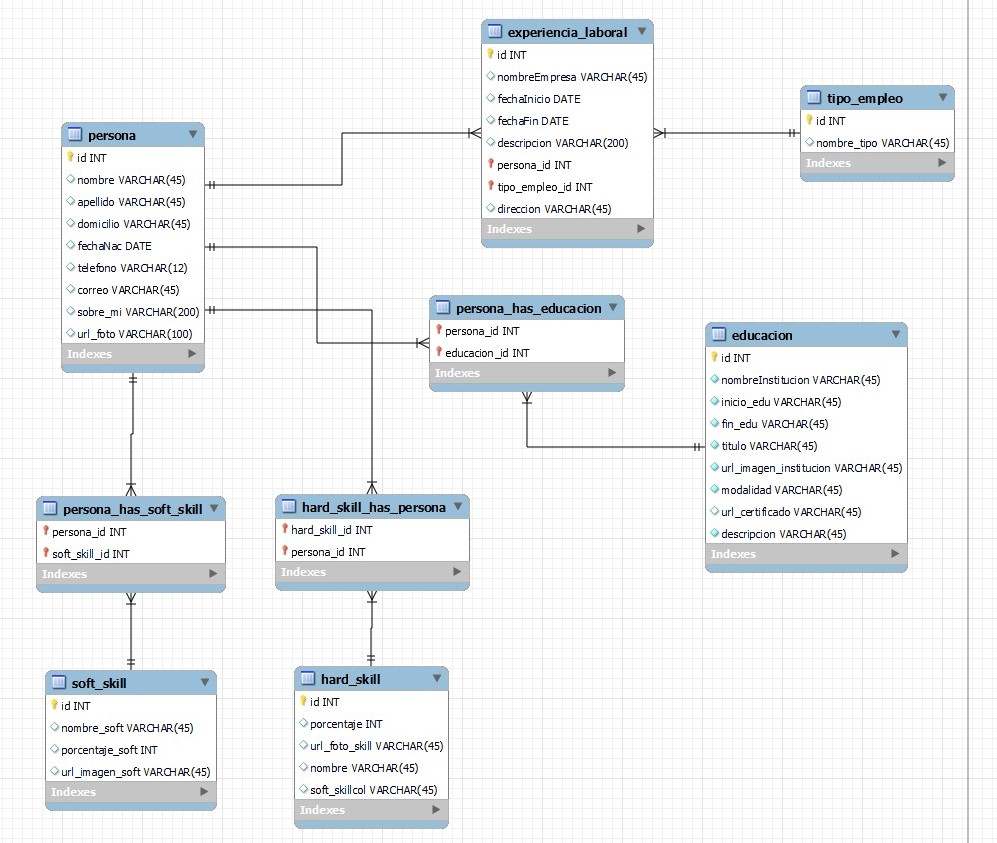 experiencia_laboral
id INT
nombreEmpresa VARCHAR(45)
fechaInicio DATE
fechaFin DATE
descripcion VARCHAR(200)
persona_id INT
tipo_empleo_id INT
direccion VARCHAR(45)
Indexes
tipo_empleo
id INT
nombre_tipo VARCHAR(45)
Indexes
persona
id INT
nombre VARCHAR(45)
apellido VARCHAR(45)
domicilio VARCHAR(45)
fechaNac DATE
telefono VARCHAR(12)
correo VARCHAR(45)
sobre_mi VARCHAR(200)
url_foto VARCHAR(100)
Indexes
persona_has_educacion
persona_id INT
educacion_id INT
Indexes
educacion
id INT
nombreInstitucion VARCHAR(45)
inicio_edu VARCHAR(45)
fin_edu VARCHAR(45)
titulo VARCHAR(45)
url_imagen_institucion VARCHAR(45)
modalidad VARCHAR(45)
url_certificado VARCHAR(45)
descripcion VARCHAR(45)
Indexes
persona_has_soft_skill
persona_id INT
soft_skill_id INT
Indexes
hard_skill_has_persona
hard_skill_id INT
persona_id INT
Indexes
soft_skill
id INT
nombre_soft VARCHAR(45)
porcentaje_soft INT
url_imagen_soft VARCHAR(45)
Indexes
hard_skill
id INT
porcentaje INT
url_foto_skill VARCHAR(45)
nombre VARCHAR(45)
soft_skillcol VARCHAR(45)
Indexes